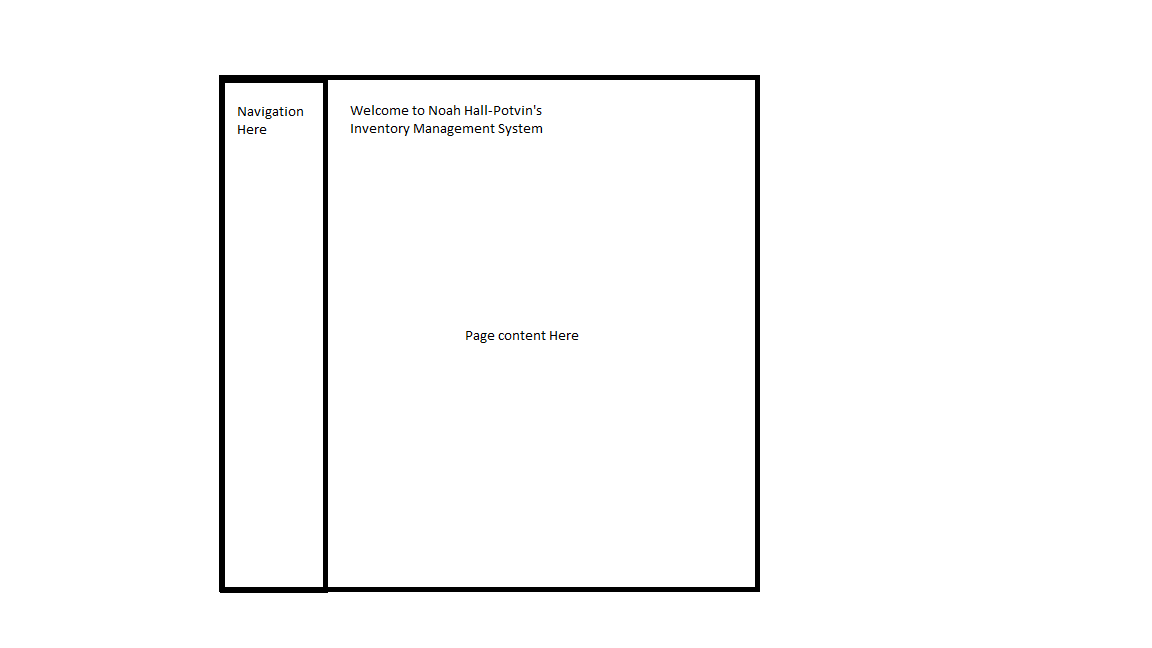 Navigation
Here
Welcome to Noah Hall-Potvin's
Inventory Management System
Page content Here